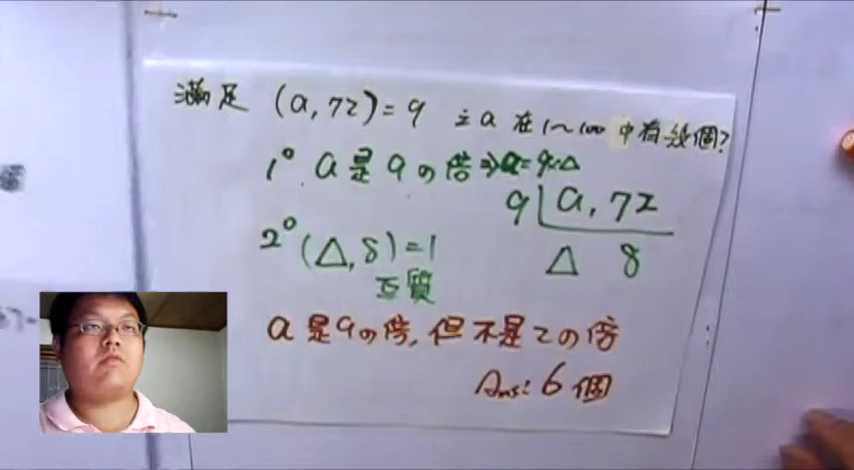 滿足 (a,72)=9 之a 在1~100中有幾個?
1° a是9の倍⇒a=9×△
9 a, 72
2° (△,8)=1
△ 8
互質
a是9の倍,但不是2の倍
Ans: 6個